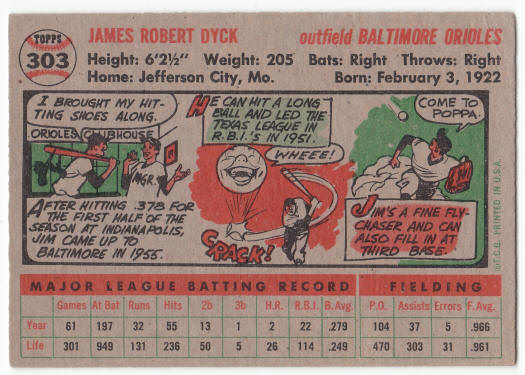 TOPPS
303
JAMES ROBERT DYCK
outfield BALTIMORE ORIOLES
Height: 6'2½" Weight: 205 Bats: Right Throws: Right
Home: Jefferson City, Mo. Born: February 3, 1922
I BROUGHT MY HIT-
TING SHOES ALONG.
ORIOLES CLUBHOUSE
MGR.
AFTER HITTING .378 FOR
THE FIRST HALF OF THE
SEASON AT INDIANAPOLIS,
JIM CAME UP TO
BALTIMORE IN 1955.
HE CAN HIT A LONG
BALL AND LED THE
TEXAS LEAGUE IN
R.B.I.'S IN 1951.
WHEEE!
CRACK!
COME TO
POPPA.
JIM'S A FINE FLY-
CHASER AND CAN
ALSO FILL IN AT
THIRD BASE.
©T.C.G. PRINTED IN U.S.A.
MAJOR LEAGUE BATTING RECORD FIELDING
Games At Bat Runs Hits 2b 3b H.R. R.B.I. B. Avg. P.O. Assists Errors F. Avg.
Year 61 197 32 55 13 1 2 22 .279 104 37 5 .966
Life 301 949 131 236 50 5 26 114 .249 470 303 31 .961